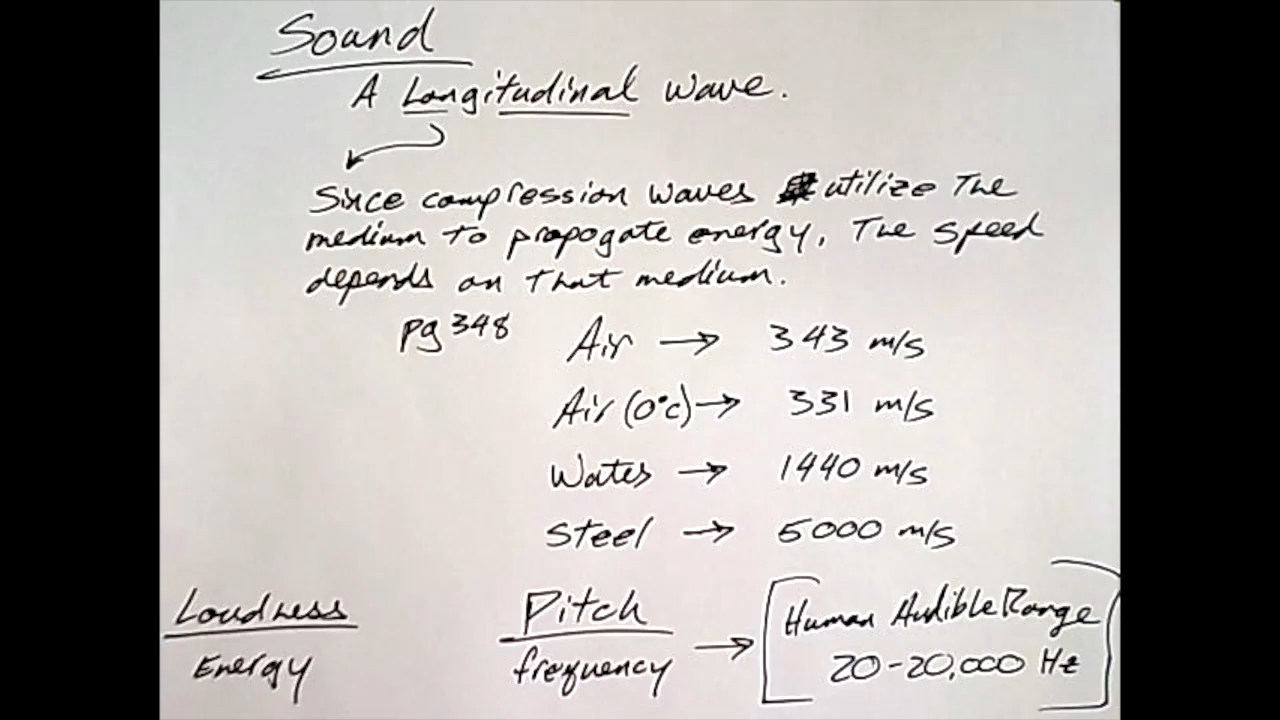 Sound
A Longitudinal wave.
Since compression waves utilize The
medium to propogate energy, The speed
depends on that medium.
pg 348
Air → 343 m/s
Air (0°c) → 331 m/s
Water → 1440 m/s
Steel → 5000 m/s
Loudness
Energy
Pitch
frequency
→ [Human Audible Range
20-20,000 Hz]